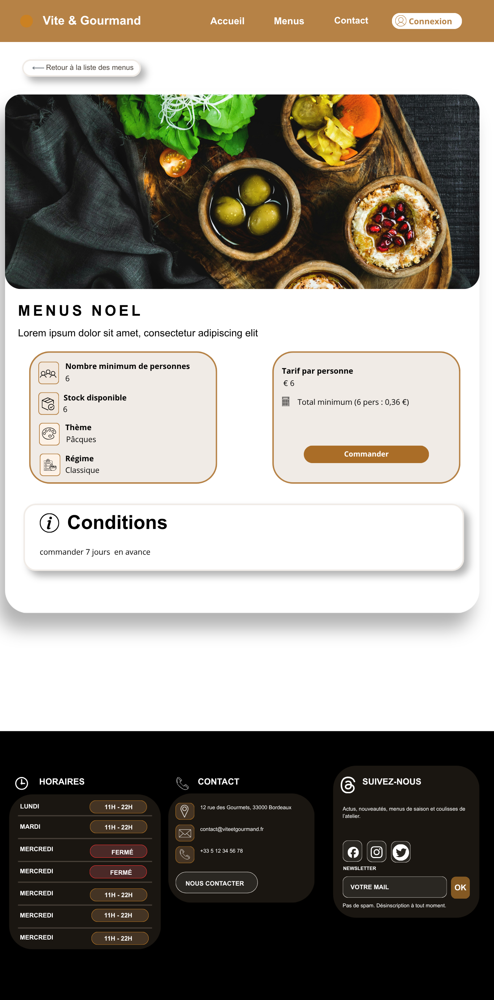 Vite & Gourmand
Accueil
Menus
Contact
Connexion
Retour à la liste des menus
MENUS NOEL
Lorem ipsum dolor sit amet, consectetur adipiscing elit
Nombre minimum de personnes
6
Stock disponible
6
Thème
Pâcques
Régime
Classique
Tarif par personne
€ 6
Total minimum (6 pers : 0,36 €)
Commander
Conditions
commander 7 jours  en avance
HORAIRES
LUNDI 11H - 22H
MARDI 11H - 22H
MERCREDI FERMÉ
MERCREDI FERMÉ
MERCREDI 11H - 22H
MERCREDI 11H - 22H
MERCREDI 11H - 22H
CONTACT
12 rue des Gourmets, 33000 Bordeaux
contact@viteetgourmand.fr
+33 5 12 34 56 78
NOUS CONTACTER
SUIVEZ-NOUS
Actus, nouveautés, menus de saison et coulisses de
l'atelier.
NEWSLETTER
VOTRE MAIL
OK
Pas de spam. Désinscription à tout moment.